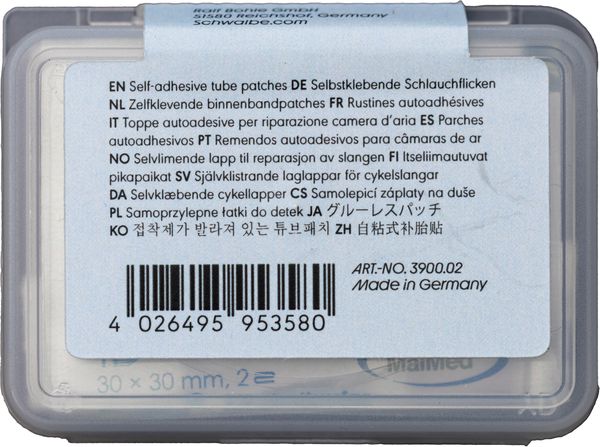 Ralf Bohle GmbH
51580 Reichshof, Germany
schwalbe.com
EN Self-adhesive tube patches DE Selbstklebende Schlauchflicken
NL Zelfklevende binnenbandpatches FR Rustines autoadhésives
IT Toppe autoadesive per riparazione camera d'aria ES Parches
autoadhesivos PT Remendos autoadesivos para câmaras de ar
NO Selvlimende lapp til reparasjon av slangen FI Itseliimautuvat
pikapaikat SV Självklistrande laglappar för cykelslangar
DA Selvklæbende cykellapper CS Samolepicí záplaty na duše
PL Samoprzylepne łatki do dętek JA グルーレスパッチ
KO 접착제가 발라져 있는 튜브패치 ZH 自粘式补胎贴
ART.-NO. 3900.02
Made in Germany
4 026495 953580
MaiMed
30 × 30 mm, 2